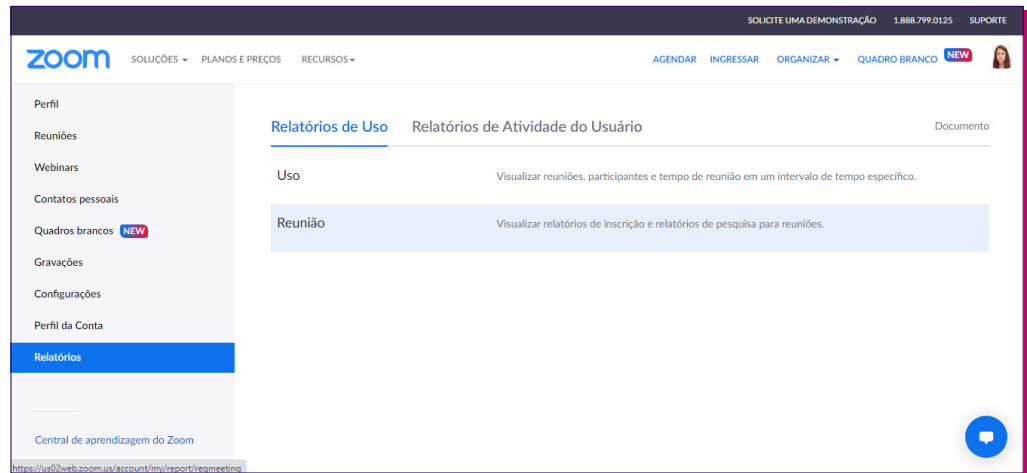 SOLICITE UMA DEMONSTRAÇÃO 1.888.799.0125 SUPORTE
zoom SOLUÇÕES PLANOS E PREÇOS RECURSOS AGENDAR INGRESSAR ORGANIZAR QUADRO BRANCO NEW
Perfil
Reuniões
Webinars
Contatos pessoais
Quadros brancos NEW
Gravações
Configurações
Perfil da Conta
Relatórios
Central de aprendizagem do Zoom
Relatórios de Uso Relatórios de Atividade do Usuário Documento
Uso Visualizar reuniões, participantes e tempo de reunião em um intervalo de tempo específico.
Reunião Visualizar relatórios de inscrição e relatórios de pesquisa para reuniões.
https://us02web.zoom.us/account/my/report/regmeeting